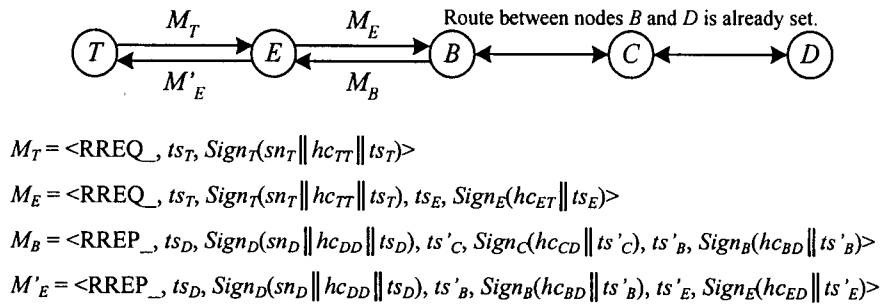 M_T M_E Route between nodes B and D is already set.
T E B C D
M'_E M_B
M_T = <RREQ_, ts_T, Sign_T(sn_T || hc_TT || ts_T)>
M_E = <RREQ_, ts_T, Sign_T(sn_T || hc_TT || ts_T), ts_E, Sign_E(hc_ET || ts_E)>
M_B = <RREP_, ts_D, Sign_D(sn_D || hc_DD || ts_D), ts'_C, Sign_C(hc_CD || ts'_C), ts'_B, Sign_B(hc_BD || ts'_B)>
M'_E = <RREP_, ts_D, Sign_D(sn_D || hc_DD || ts_D), ts'_B, Sign_B(hc_BD || ts'_B), ts'_E, Sign_E(hc_ED || ts'_E)>